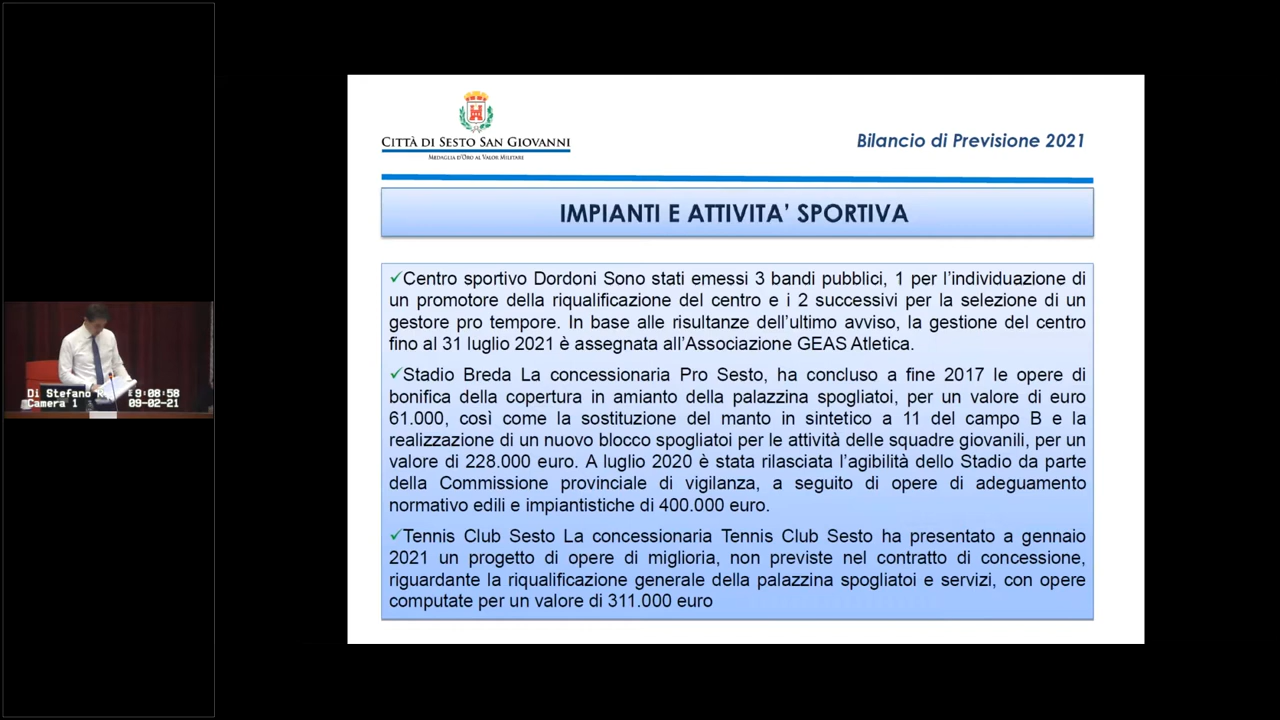 CITTÀ DI SESTO SAN GIOVANNI
MEDAGLIA D'ORO AL VALOR MILITARE
Bilancio di Previsione 2021
IMPIANTI E ATTIVITA' SPORTIVA
✓Centro sportivo Dordoni Sono stati emessi 3 bandi pubblici, 1 per l'individuazione di
un promotore della riqualificazione del centro e i 2 successivi per la selezione di un
gestore pro tempore. In base alle risultanze dell'ultimo avviso, la gestione del centro
fino al 31 luglio 2021 è assegnata all'Associazione GEAS Atletica.
✓Stadio Breda La concessionaria Pro Sesto, ha concluso a fine 2017 le opere di
bonifica della copertura in amianto della palazzina spogliatoi, per un valore di euro
61.000, così come la sostituzione del manto in sintetico a 11 del campo B e la
realizzazione di un nuovo blocco spogliatoi per le attività delle squadre giovanili, per un
valore di 228.000 euro. A luglio 2020 è stata rilasciata l'agibilità dello Stadio da parte
della Commissione provinciale di vigilanza, a seguito di opere di adeguamento
normativo edili e impiantistiche di 400.000 euro.
✓Tennis Club Sesto La concessionaria Tennis Club Sesto ha presentato a gennaio
2021 un progetto di opere di miglioria, non previste nel contratto di concessione,
riguardante la riqualificazione generale della palazzina spogliatoi e servizi, con opere
computate per un valore di 311.000 euro
Di Stefano 9:08:58
Camera 1 09-02-21